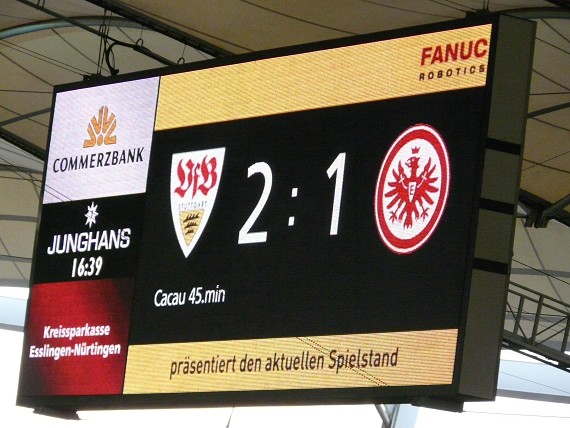 FANUC
ROBOTICS
COMMERZBANK
VfB
STUTTGART
2 : 1
JUNGHANS
16:39
Cacau 45.min
Kreissparkasse
Esslingen-Nürtingen
präsentiert den aktuellen Spielstand